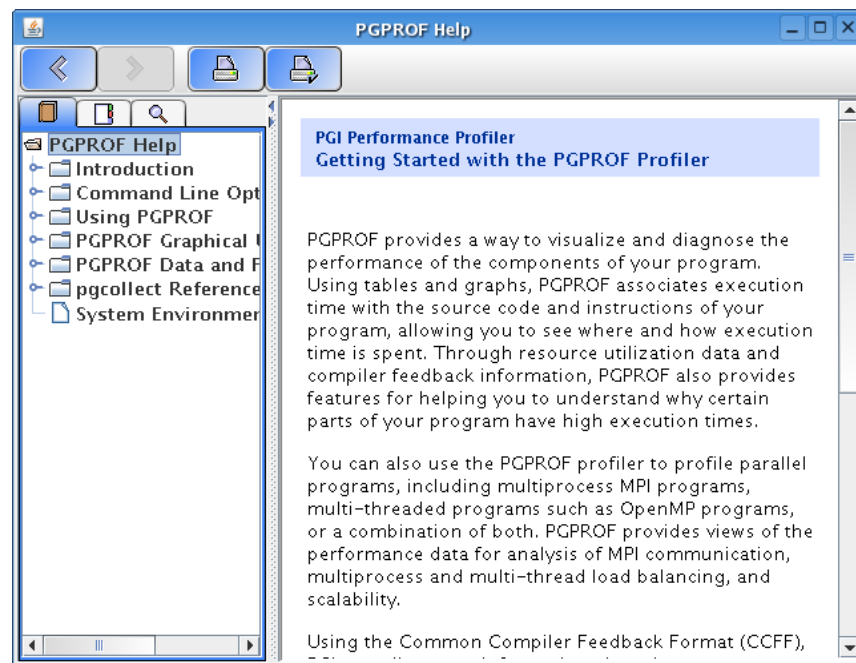 PGPROF Help
PGPROF Help
Introduction
Command Line Opt
Using PGPROF
PGPROF Graphical
PGPROF Data and F
pgcollect Reference
System Environmer
PGI Performance Profiler
Getting Started with the PGPROF Profiler
PGPROF provides a way to visualize and diagnose the
performance of the components of your program.
Using tables and graphs, PGPROF associates execution
time with the source code and instructions of your
program, allowing you to see where and how execution
time is spent. Through resource utilization data and
compiler feedback information, PGPROF also provides
features for helping you to understand why certain
parts of your program have high execution times.
You can also use the PGPROF profiler to profile parallel
programs, including multiprocess MPI programs,
multi-threaded programs such as OpenMP programs,
or a combination of both. PGPROF provides views of the
performance data for analysis of MPI communication,
multiprocess and multi-thread load balancing, and
scalability.
Using the Common Compiler Feedback Format (CCFF),